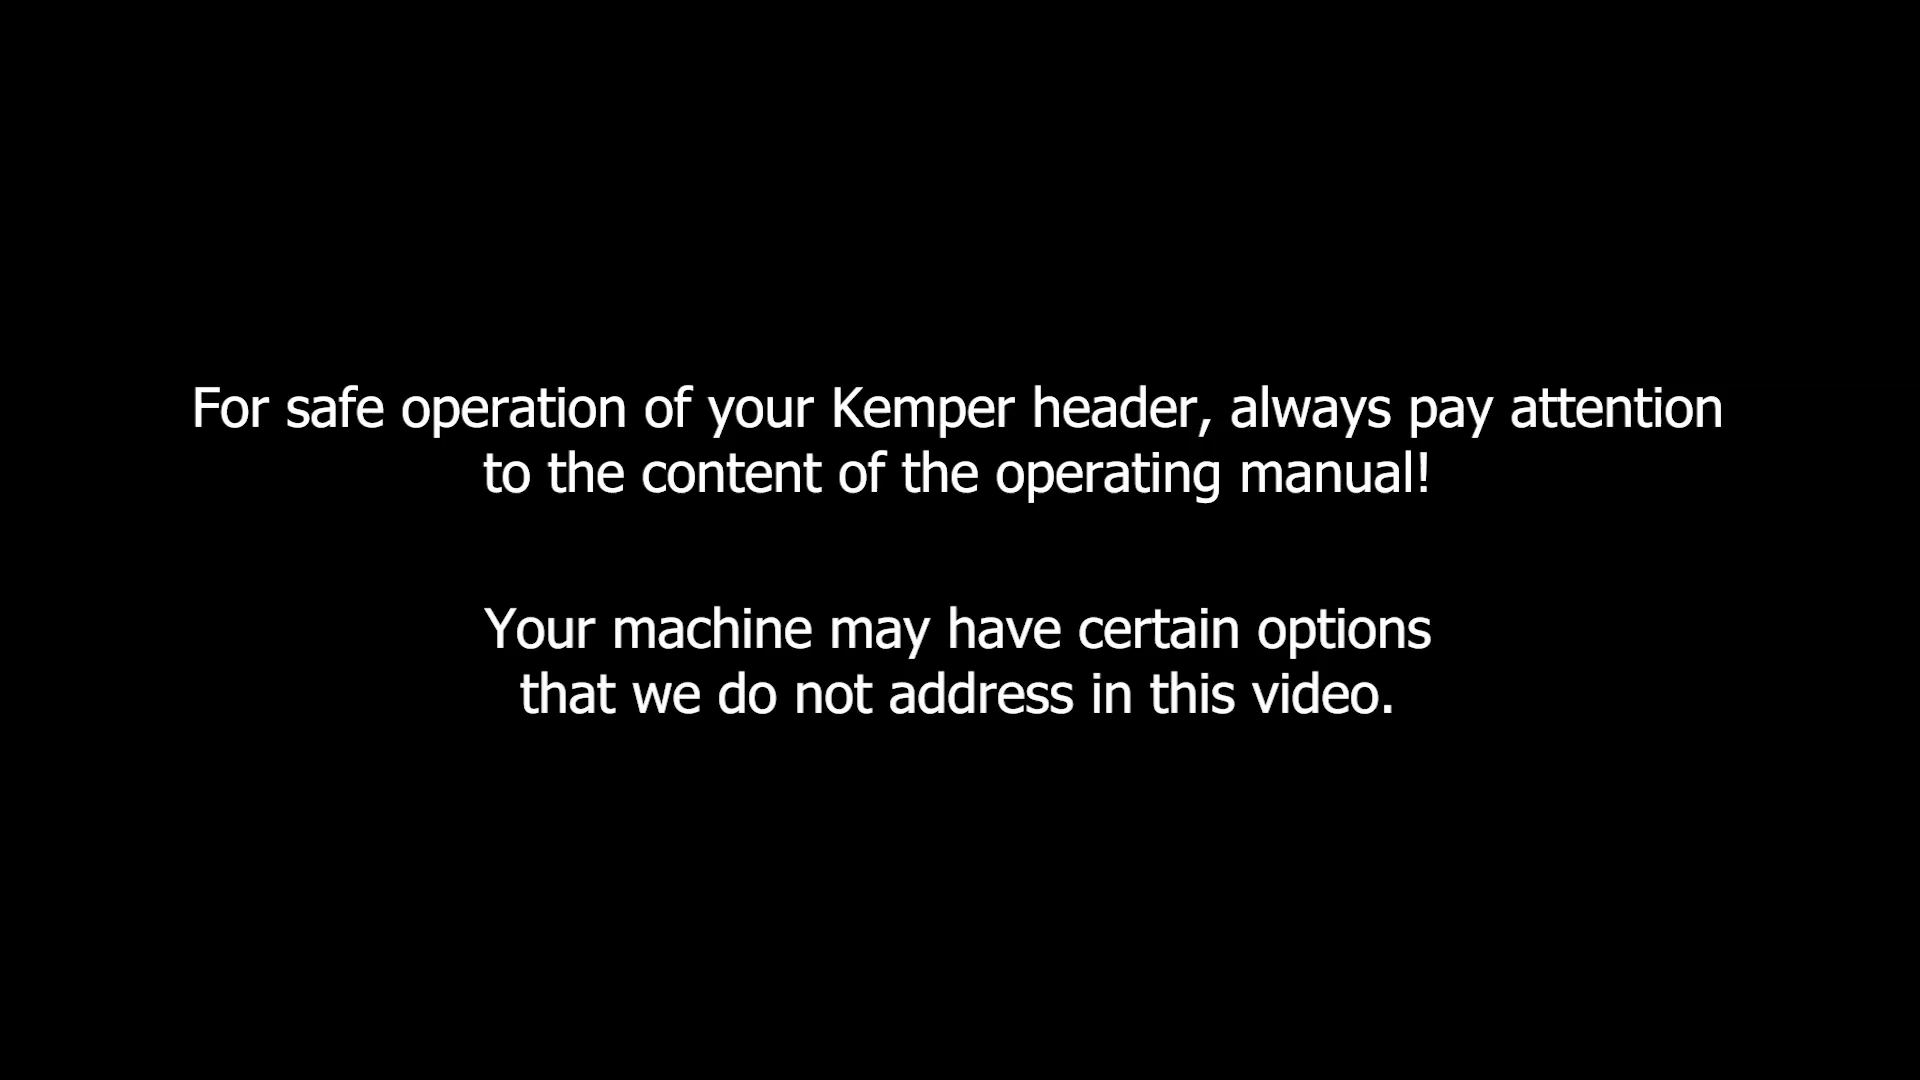 For safe operation of your Kemper header, always pay attention
to the content of the operating manual!
Your machine may have certain options
that we do not address in this video.